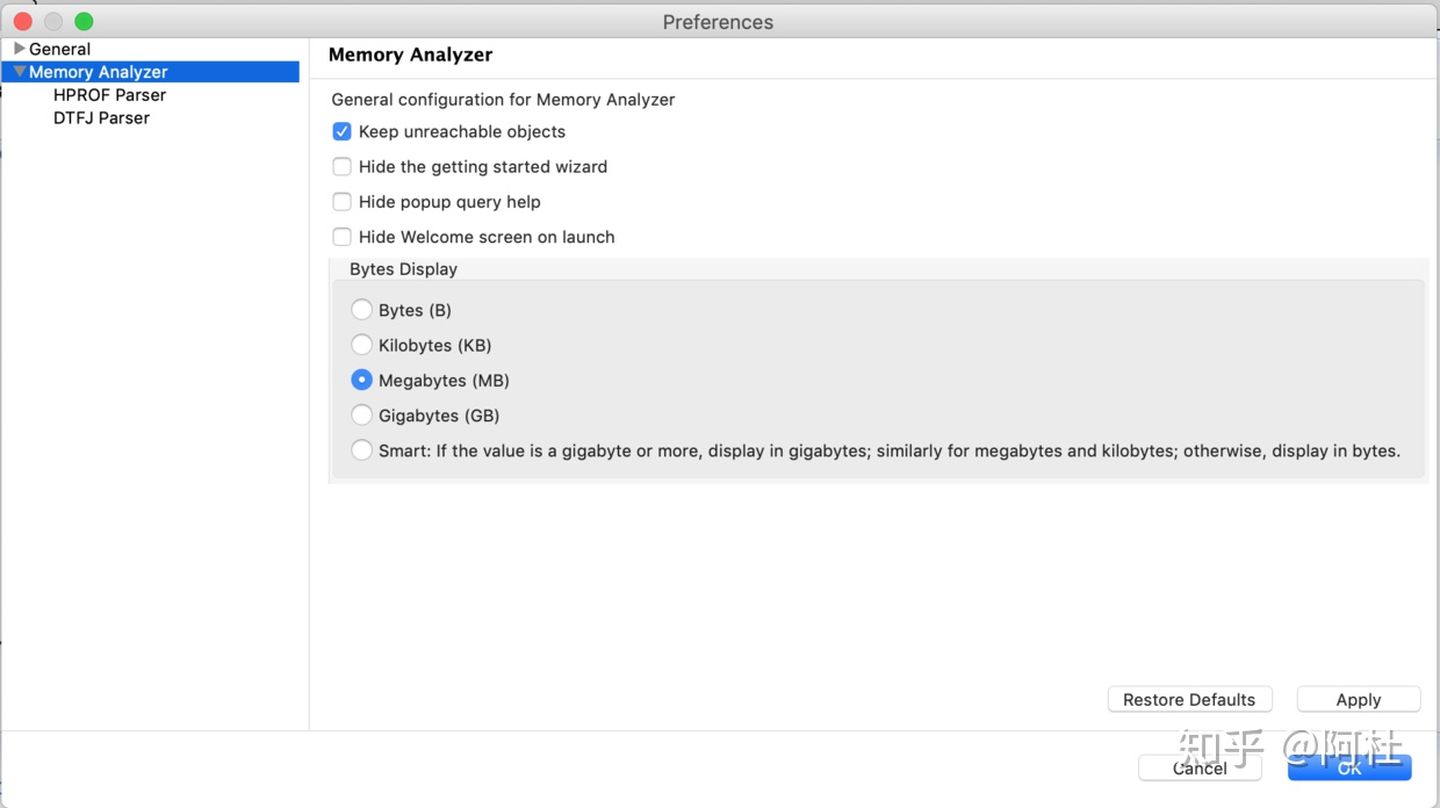 Preferences
General
Memory Analyzer
HPROF Parser
DTFJ Parser
Memory Analyzer
General configuration for Memory Analyzer
Keep unreachable objects
Hide the getting started wizard
Hide popup query help
Hide Welcome screen on launch
Bytes Display
Bytes (B)
Kilobytes (KB)
Megabytes (MB)
Gigabytes (GB)
Smart: If the value is a gigabyte or more, display in gigabytes; similarly for megabytes and kilobytes; otherwise, display in bytes.
Restore Defaults
Apply
知乎 @阿杜
Cancel
OK